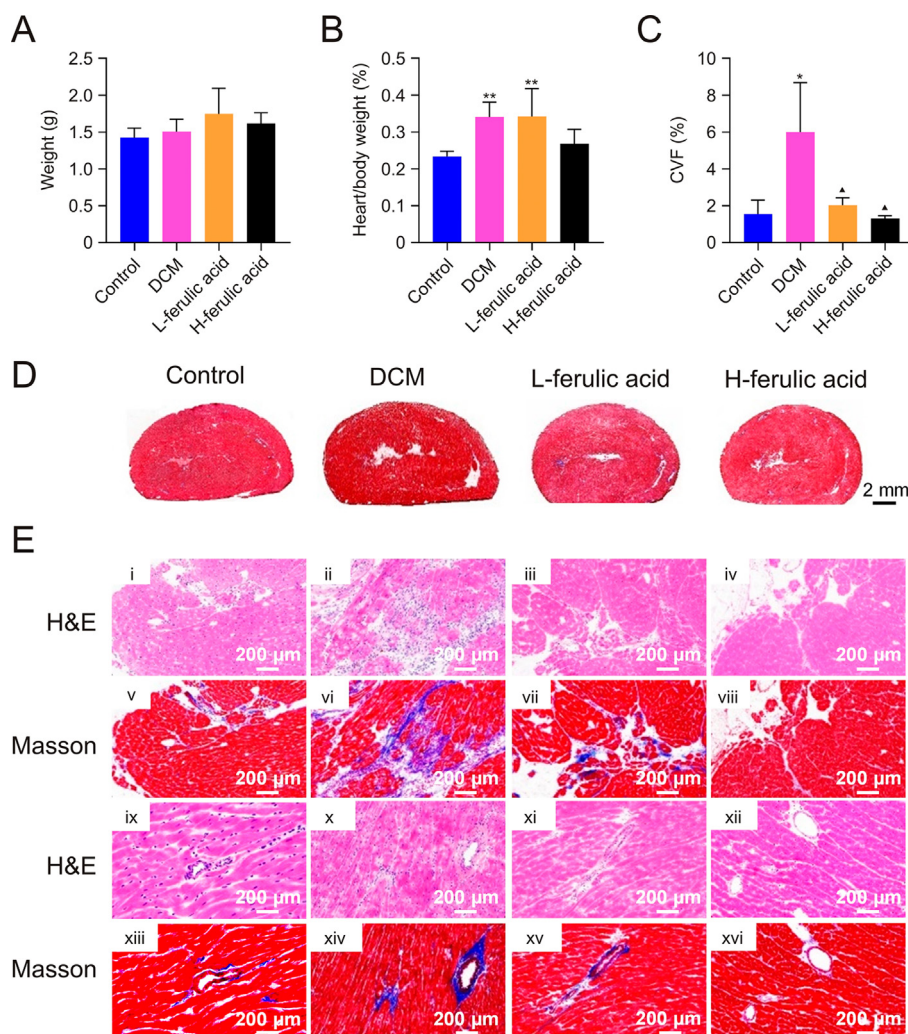 A
B
C
2.5
2.0
1.5
1.0
0.5
0
Weight (g)
Control
DCM
L-ferulic acid
H-ferulic acid
0.5
0.4
0.3
0.2
0.1
0
Heart/body weight (%)
**
**
Control
DCM
L-ferulic acid
H-ferulic acid
10
8
6
4
2
0
CVF (%)
*
▲
▲
Control
DCM
L-ferulic acid
H-ferulic acid
D
Control
DCM
L-ferulic acid
H-ferulic acid
2 mm
E
H&E
i
200 µm
ii
200 µm
iii
200 µm
iv
200 µm
Masson
v
200 µm
vi
200 µm
vii
200 µm
viii
200 µm
H&E
ix
200 µm
x
200 µm
xi
200 µm
xii
200 µm
Masson
xiii
200 µm
xiv
200 µm
xv
200 µm
xvi
200 µm